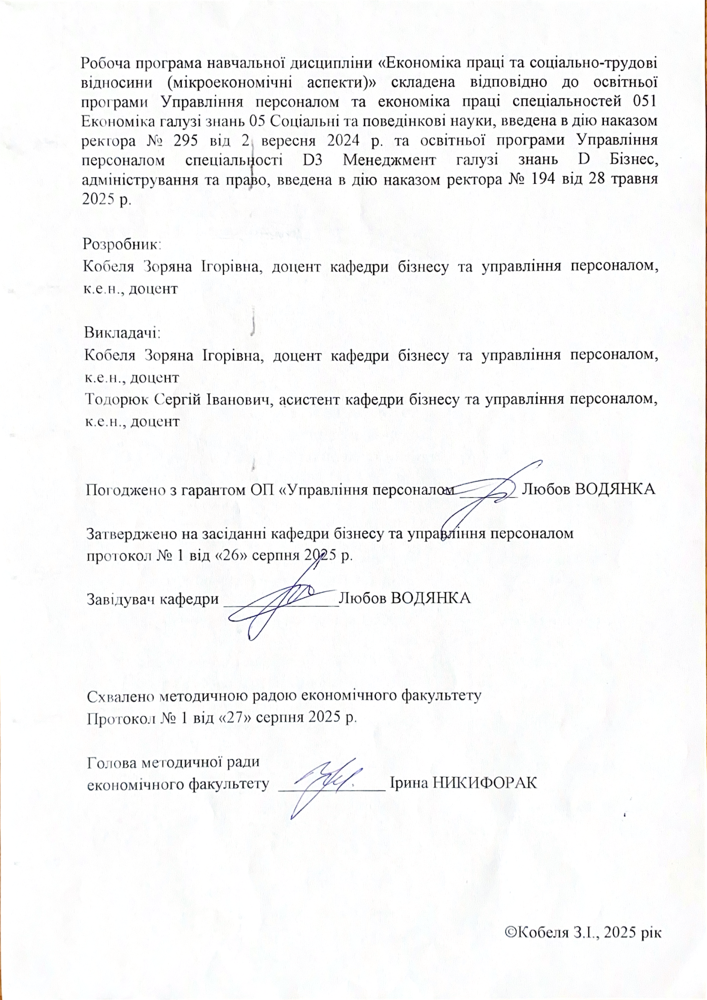 Робоча програма навчальної дисципліни «Економіка праці та соціально-трудові
відносини (мікроекономічні аспекти)» складена відповідно до освітньої
програми Управління персоналом та економіка праці спеціальностей 051
Економіка галузі знань 05 Соціальні та поведінкові науки, введена в дію наказом
ректора № 295 від 2 вересня 2024 р. та освітньої програми Управління
персоналом спеціальності D3 Менеджмент галузі знань D Бізнес,
адміністрування та право, введена в дію наказом ректора № 194 від 28 травня
2025 р.
Розробник:
Кобеля Зоряна Ігорівна, доцент кафедри бізнесу та управління персоналом,
к.е.н., доцент
Викладачі:
Кобеля Зоряна Ігорівна, доцент кафедри бізнесу та управління персоналом,
к.е.н., доцент
Тодорюк Сергій Іванович, асистент кафедри бізнесу та управління персоналом,
к.е.н., доцент
Погоджено з гарантом ОП «Управління персоналом _______ Любов ВОДЯНКА
Затверджено на засіданні кафедри бізнесу та управління персоналом
протокол № 1 від «26» серпня 2025 р.
Завідувач кафедри ______________Любов ВОДЯНКА
Схвалено методичною радою економічного факультету
Протокол № 1 від «27» серпня 2025 р.
Голова методичної ради
економічного факультету _____________ Ірина НИКИФОРАК
©Кобеля З.І., 2025 рік